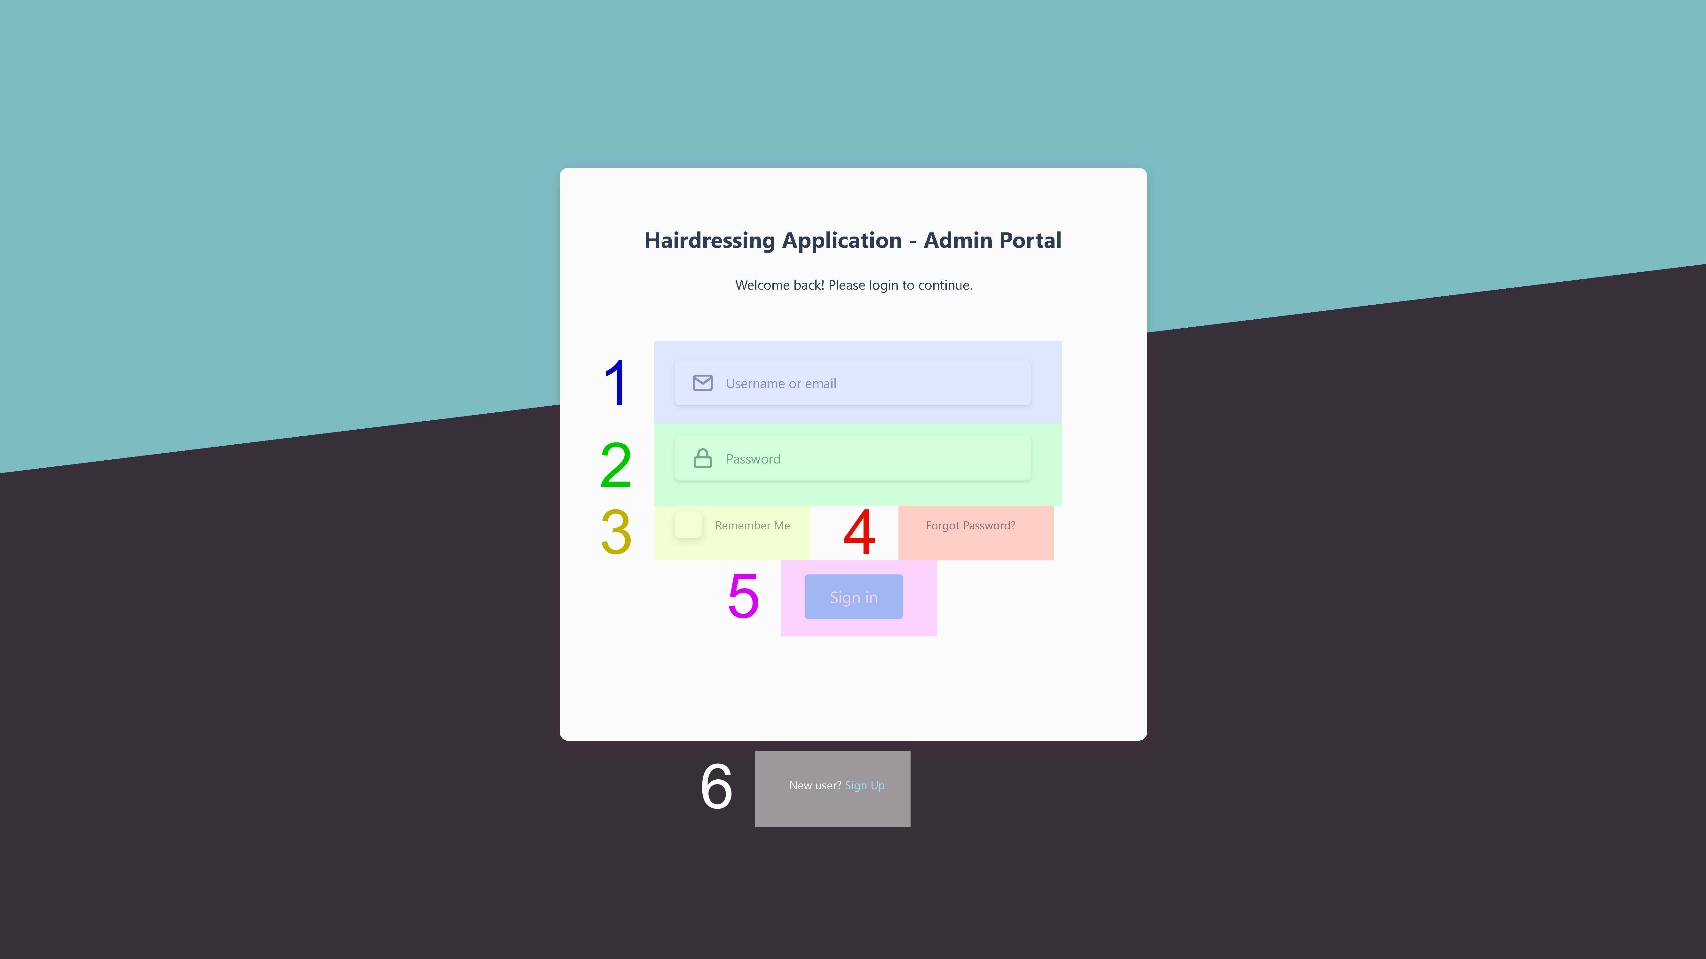 Hairdressing Application - Admin Portal
Welcome back! Please login to continue.
1
Username or email
2
Password
3
Remember Me
4
Forgot Password?
5
Sign in
6
New user? Sign Up